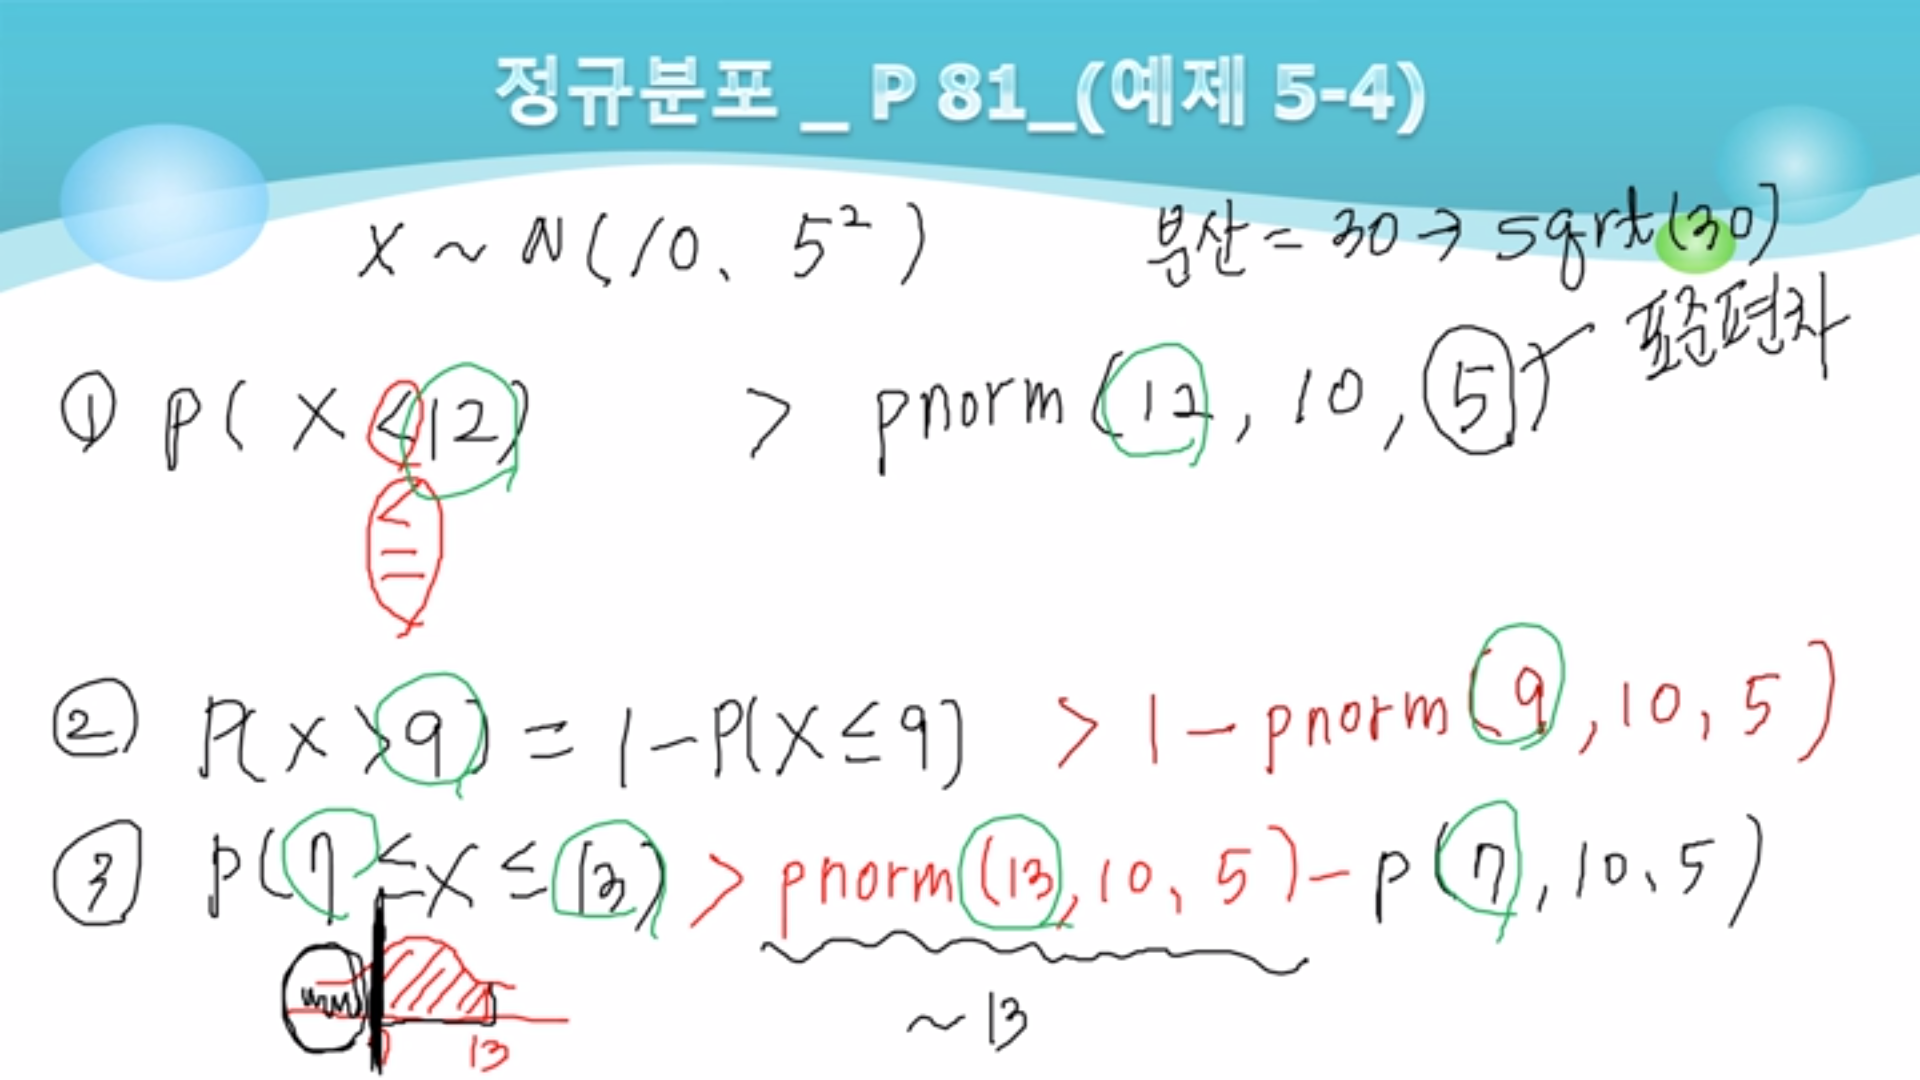 정규분포 _ P 81_(예제 5-4)
X ~ N(10, 5²)
분산 = 30 → sqrt(30)
표준편차
① P( X <12) > pnorm (12, 10, 5)
<
=
② P(X >9) = 1-P(X≤9) > 1-pnorm(9,10,5)
③ P(7≤X≤13) > pnorm(13,10,5)-P(7,10,5)
13
~13